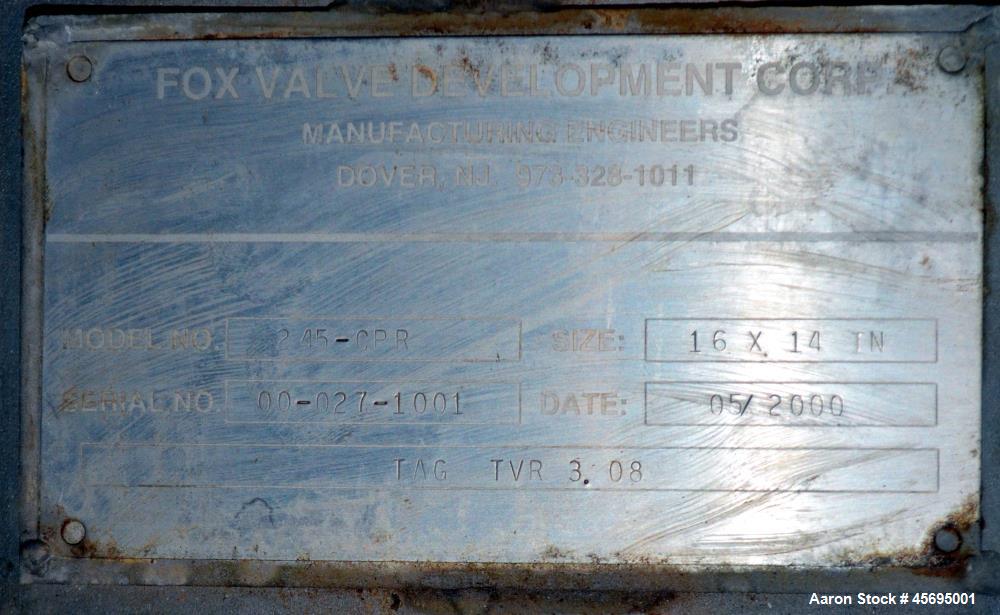 FOX VALVE DEVELOPMENT CORP.
MANUFACTURING ENGINEERS
DOVER, NJ. 973-328-1011
MODEL NO. 245-CPR SIZE: 16 X 14 IN
SERIAL NO. 00-027-1001 DATE: 05/2000
TAG TVR 3.08
Aaron Stock # 45695001